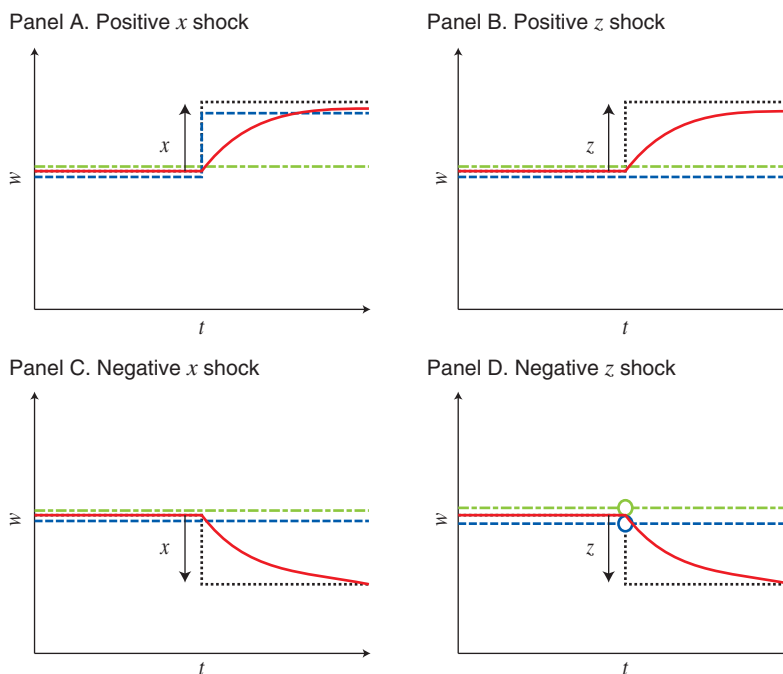 Panel A. Positive x shock
x
w
t
Panel B. Positive z shock
z
w
t
Panel C. Negative x shock
w
x
t
Panel D. Negative z shock
w
z
t